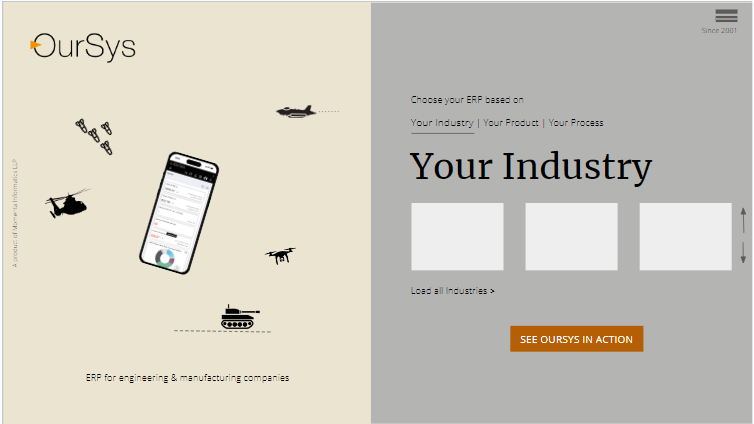 OurSys
A product of Momenta Informatics LLP
ERP for engineering & manufacturing companies
Since 2001
Choose your ERP based on
Your Industry | Your Product | Your Process
Your Industry
Load all Industries >
SEE OURSYS IN ACTION